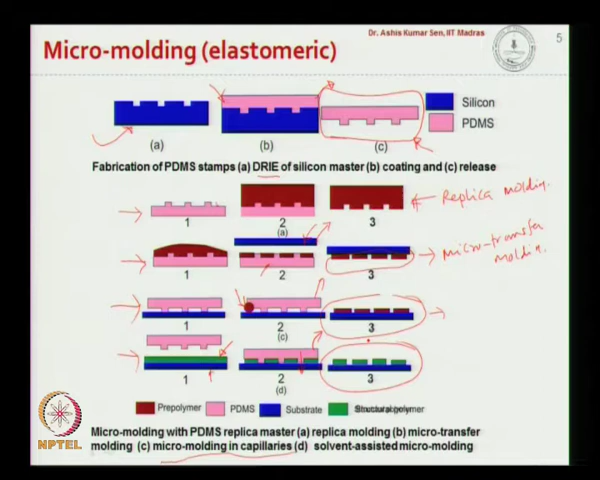 Dr. Ashis Kumar Sen, IIT Madras
5
Micro-molding (elastomeric)
Silicon
PDMS
(a)
(b)
(c)
Fabrication of PDMS stamps (a) DRIE of silicon master (b) coating and (c) release
Replica molding.
1
2
3
(a)
Micro-transfer
molding.
1
2
3
1
2
3
(c)
1
2
3
(d)
Prepolymer
PDMS
Substrate
Micro-molding with PDMS replica master (a) replica molding (b) micro-transfer
molding (c) micro-molding in capillaries (d) solvent-assisted micro-molding
NPTEL